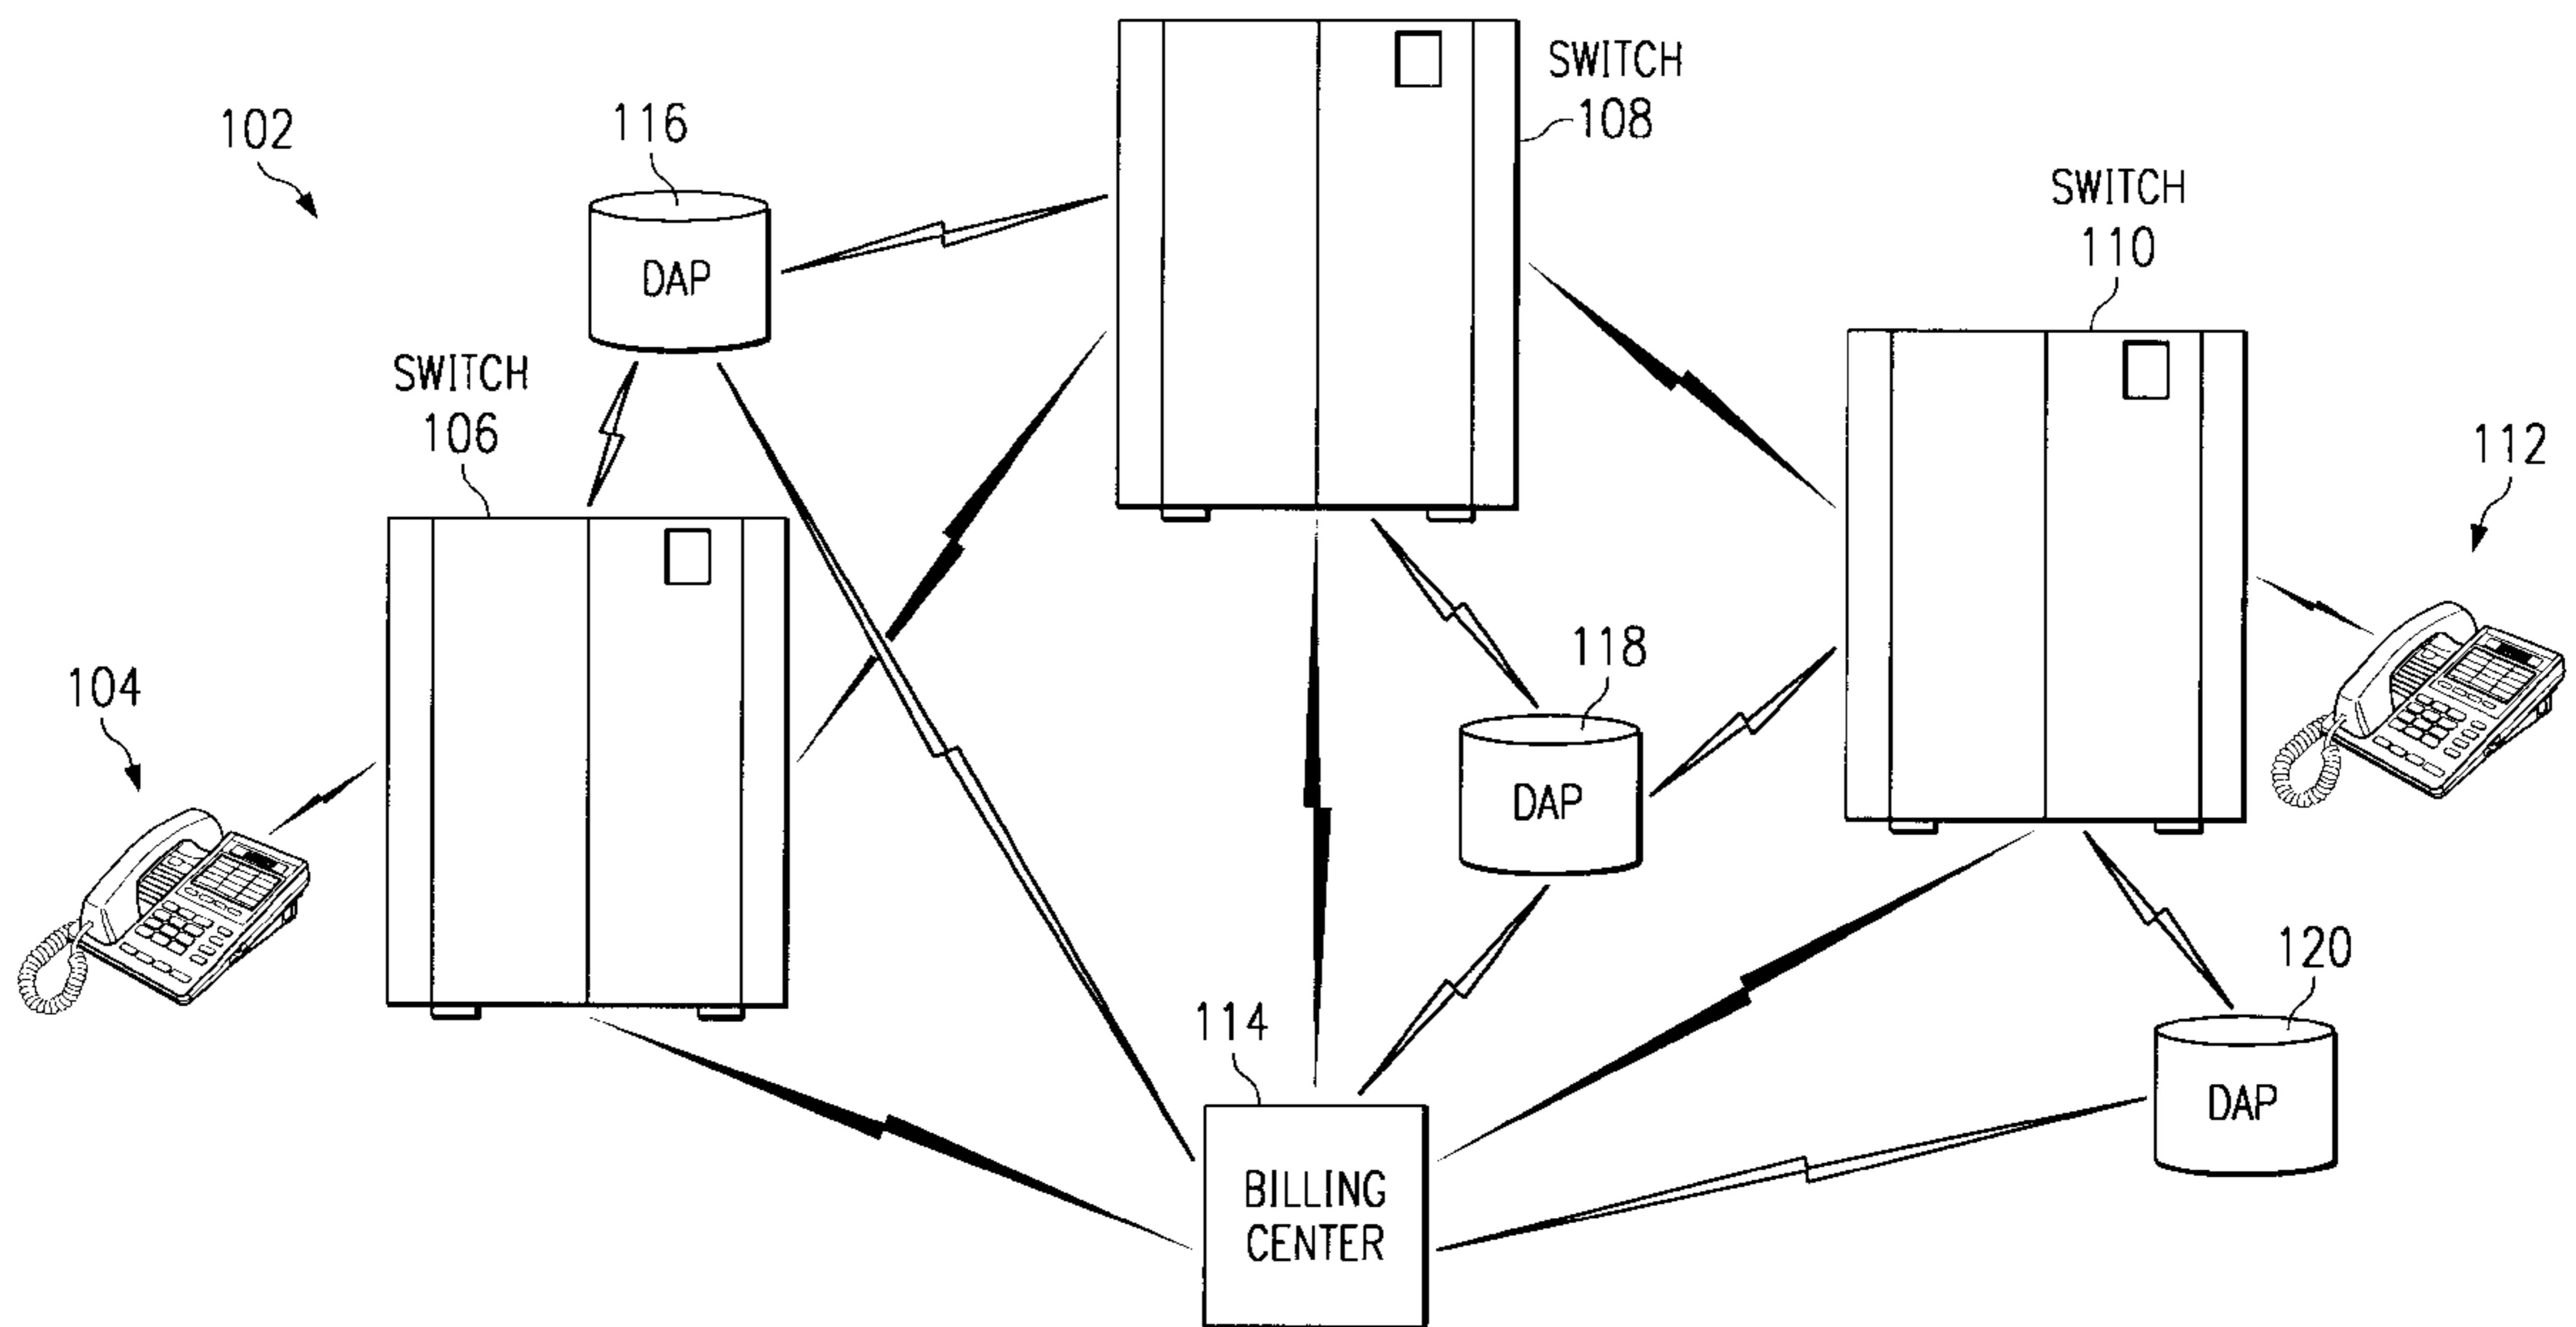 SWITCH
108
102
116
SWITCH
110
DAP
SWITCH
106
112
104
118
DAP
120
114
DAP
BILLING
CENTER